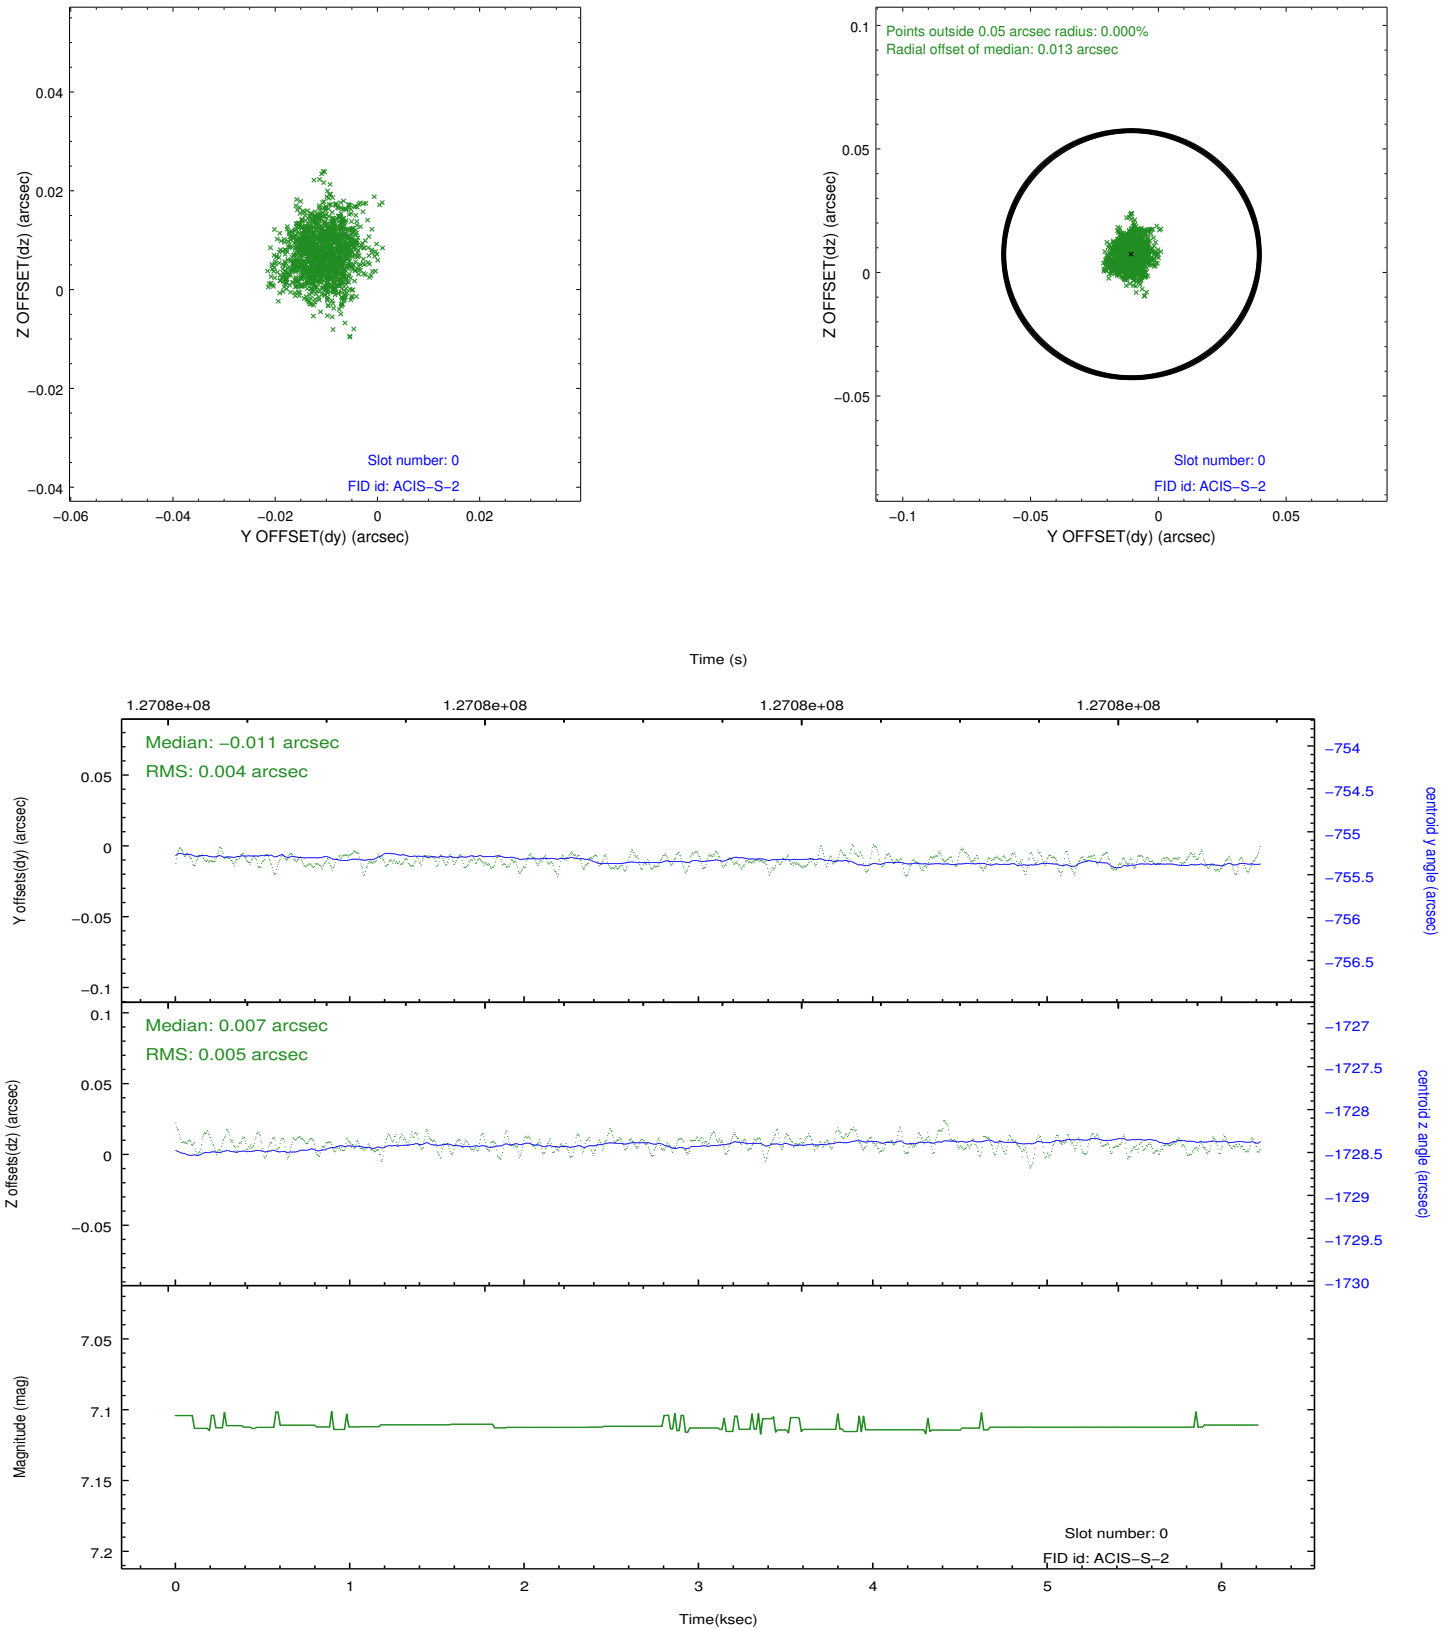 0.04
0.02
0
−0.02
−0.04
Z OFFSET(dz) (arcsec)
Slot number: 0
FID id: ACIS−S−2
−0.06
−0.04
−0.02
0
0.02
Y OFFSET(dy) (arcsec)
Points outside 0.05 arcsec radius: 0.000%
Radial offset of median: 0.013 arcsec
0.1
0.05
0
−0.05
Z OFFSET(dz) (arcsec)
Slot number: 0
FID id: ACIS−S−2
−0.1
−0.05
0
0.05
Y OFFSET(dy) (arcsec)
Time (s)
1.2708e+08
1.2708e+08
1.2708e+08
1.2708e+08
Median: −0.011 arcsec
RMS: 0.004 arcsec
0.05
0
−0.05
−0.1
Y offsets(dy) (arcsec)
−754
−754.5
−755
−755.5
−756
−756.5
centroid y angle (arcsec)
Median: 0.007 arcsec
RMS: 0.005 arcsec
0.1
0.05
0
−0.05
Z offsets(dz) (arcsec)
−1727
−1727.5
−1728
−1728.5
−1729
−1729.5
−1730
centroid z angle (arcsec)
7.05
7.1
7.15
7.2
Magnitude (mag)
Slot number: 0
FID id: ACIS−S−2
0
1
2
3
4
5
6
Time(ksec)